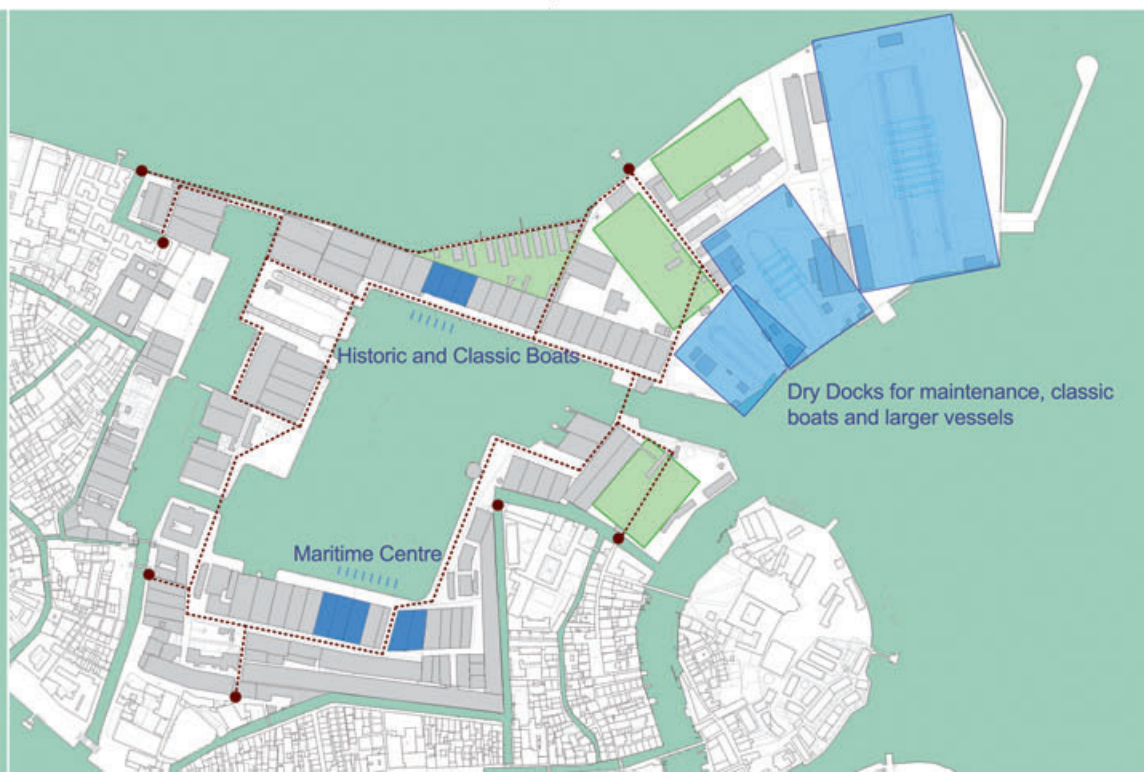 Historic and Classic Boats
Dry Docks for maintenance, classic
boats and larger vessels
Maritime Centre